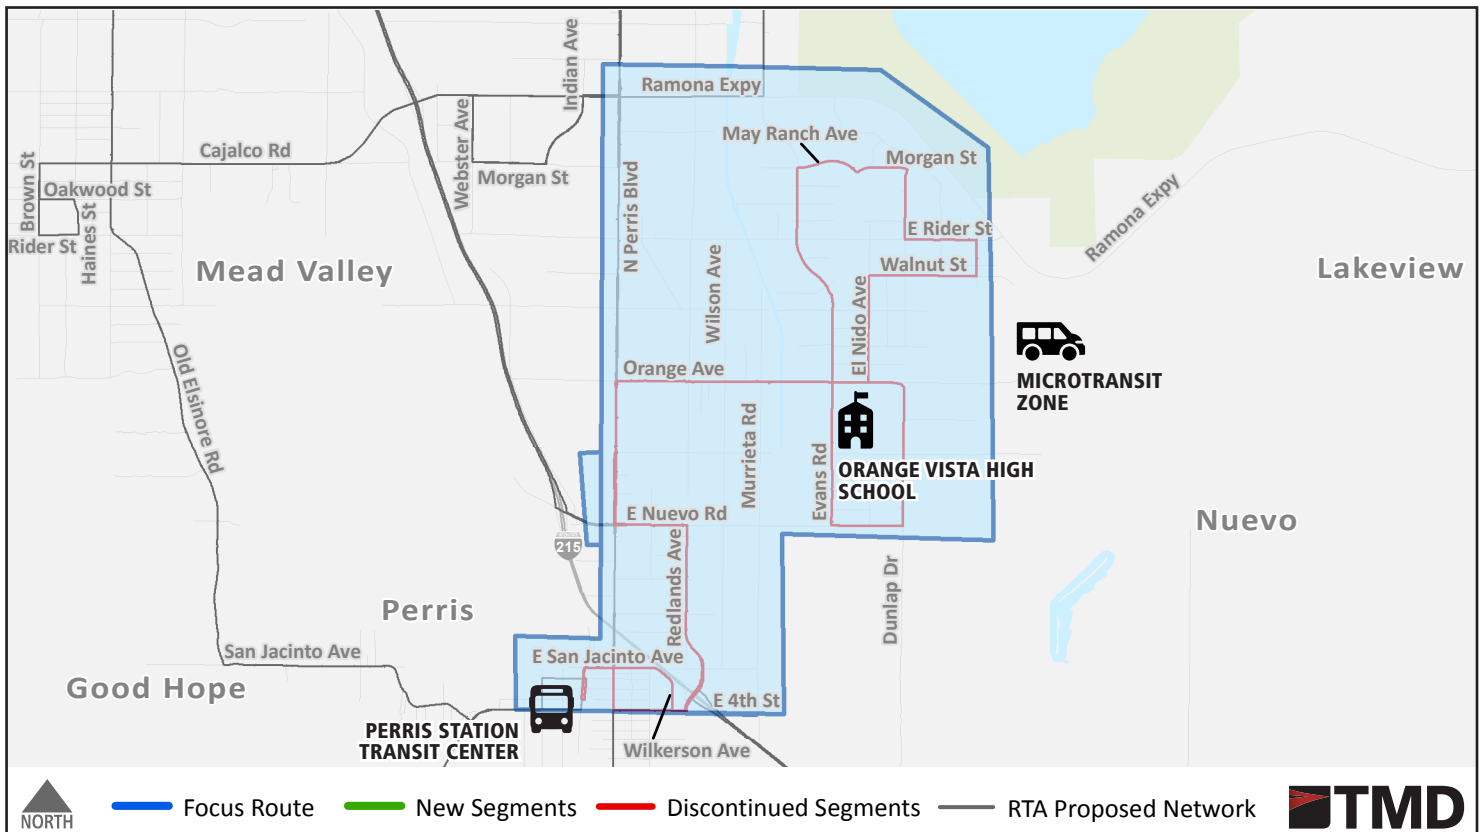 Indian Ave
Ramona Expy
May Ranch Ave
Morgan St
Cajalco Rd
Webster Ave
Morgan St
Brown St
Oakwood St
Haines St
Rider St
N Perris Blvd
E Rider St
Ramona Expy
Mead Valley
Wilson Ave
Walnut St
Lakeview
El Nido Ave
Old Elsinore Rd
Orange Ave
MICROTRANSIT
ZONE
Murrieta Rd
Evans Rd
ORANGE VISTA HIGH
SCHOOL
E Nuevo Rd
Nuevo
215
Redlands Ave
Dunlap Dr
Perris
San Jacinto Ave
E San Jacinto Ave
Good Hope
E 4th St
PERRIS STATION
TRANSIT CENTER
Wilkerson Ave
NORTH
Focus Route
New Segments
Discontinued Segments
RTA Proposed Network
TMD